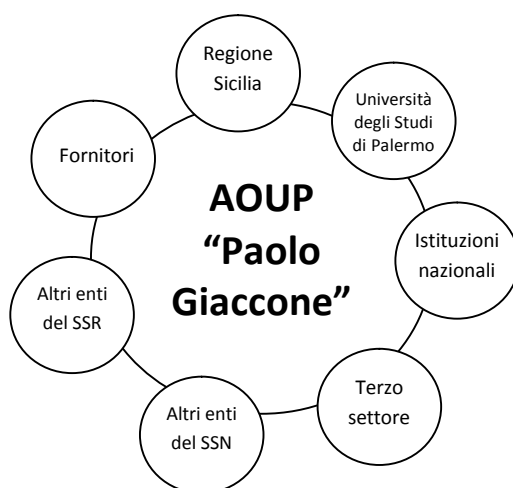 Regione
Sicilia
Università
degli Studi
di Palermo
Istituzioni
nazionali
Terzo
settore
Altri enti
del SSN
Altri enti
del SSR
Fornitori
AOUP
“Paolo
Giaccone”